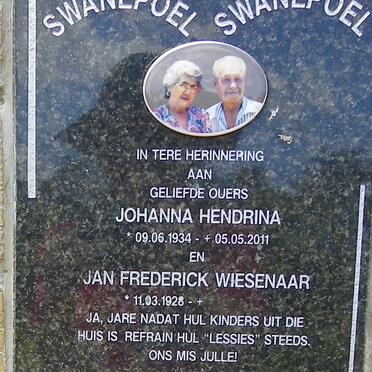 SWANEPOEL SWANEPOEL
IN TERE HERINNERING
AAN
GELIEFDE OUERS
JOHANNA HENDRINA
* 09.06.1934 - + 05.05.2011
EN
JAN FREDERICK WIESENAAR
* 11.03.1928 - +
JA, JARE NADAT HUL KINDERS UIT DIE
HUIS IS REFRAIN HUL "LESSIES" STEEDS.
ONS MIS JULLE!